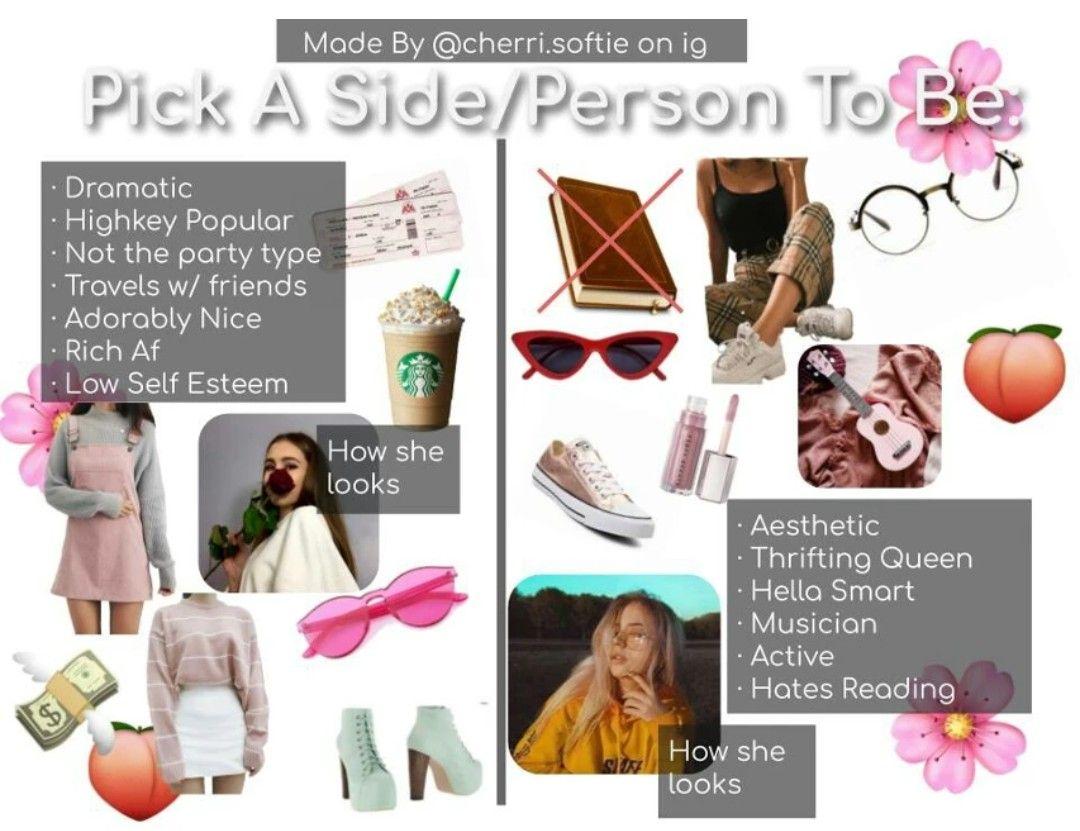 Made By @cherri.softie on ig
Pick A Side/Person To Be:
· Dramatic
· Highkey Popular
· Not the party type
· Travels w/ friends
· Adorably Nice
· Rich Af
· Low Self Esteem
How she
looks
· Aesthetic
· Thrifting Queen
· Hella Smart
· Musician
· Active
· Hates Reading
How she
looks